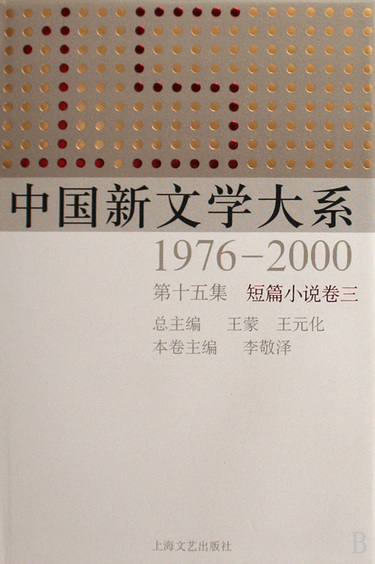 15
中国新文学大系
1976-2000
第十五集 短篇小说卷三
总主编 王蒙 王元化
本卷主编 李敬泽
上海文艺出版社
B